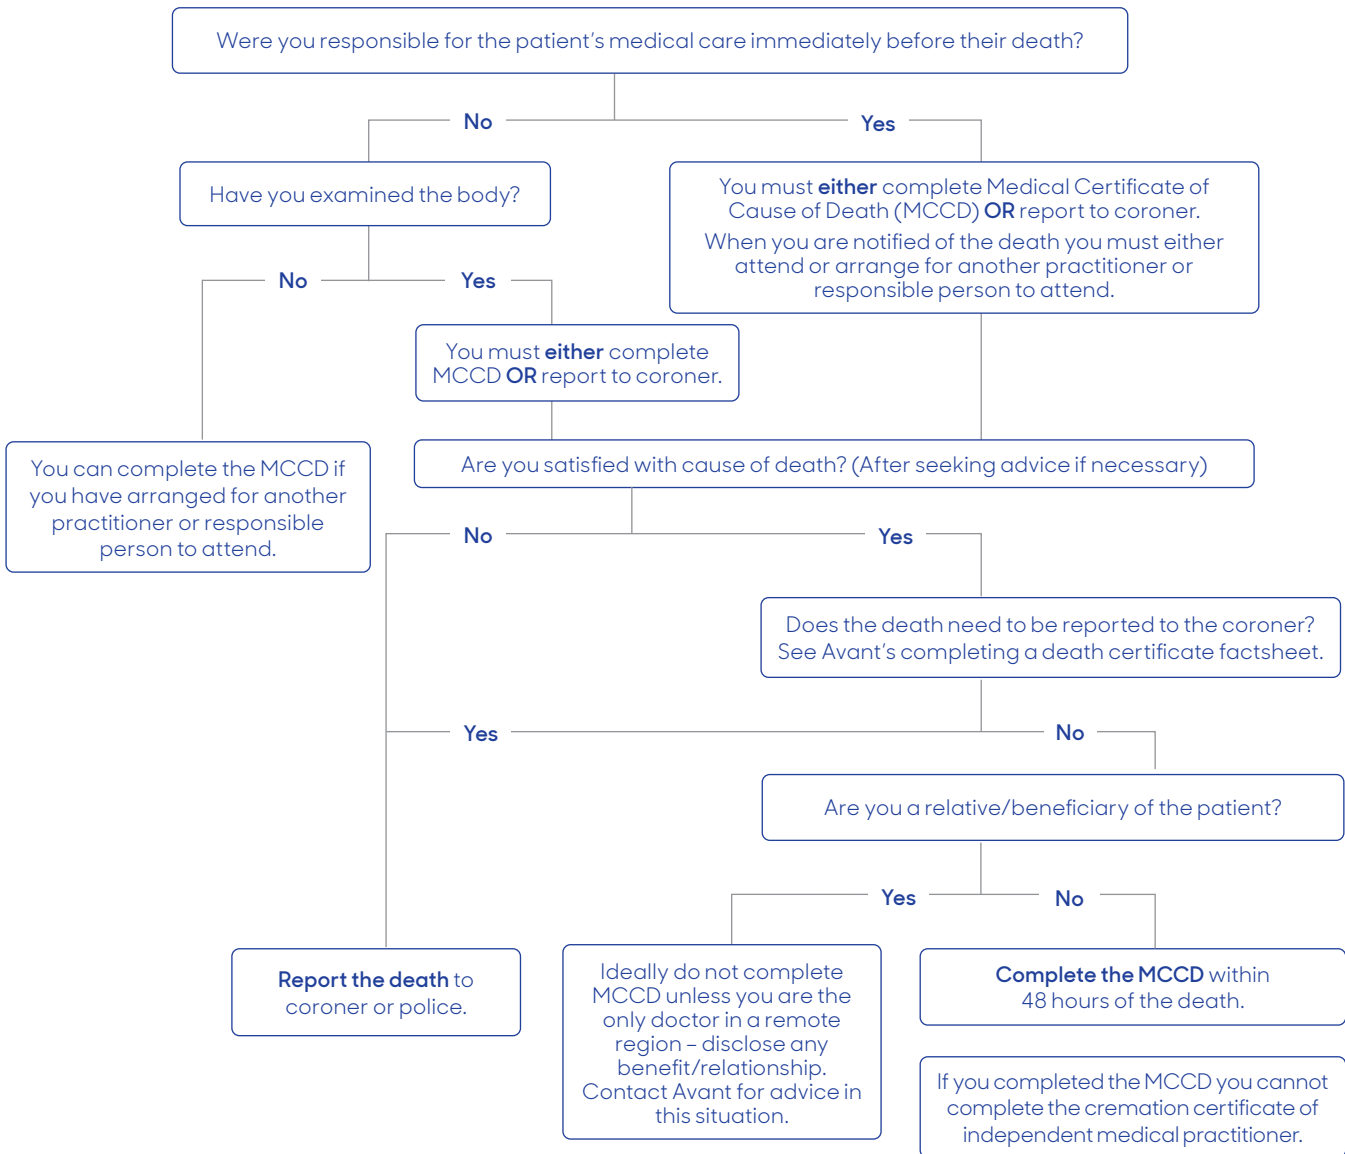 Were you responsible for the patient's medical care immediately before their death?
No
Yes
Have you examined the body?
You must either complete Medical Certificate of
Cause of Death (MCCD) OR report to coroner.
When you are notified of the death you must either
attend or arrange for another practitioner or
responsible person to attend.
No
Yes
You must either complete
MCCD OR report to coroner.
You can complete the MCCD if
you have arranged for another
practitioner or responsible
person to attend.
Are you satisfied with cause of death? (After seeking advice if necessary)
No
Yes
Does the death need to be reported to the coroner?
See Avant's completing a death certificate factsheet.
Yes
No
Are you a relative/beneficiary of the patient?
Yes
No
Report the death to
coroner or police.
Ideally do not complete
MCCD unless you are the
only doctor in a remote
region – disclose any
benefit/relationship.
Contact Avant for advice in
this situation.
Complete the MCCD within
48 hours of the death.
If you completed the MCCD you cannot
complete the cremation certificate of
independent medical practitioner.